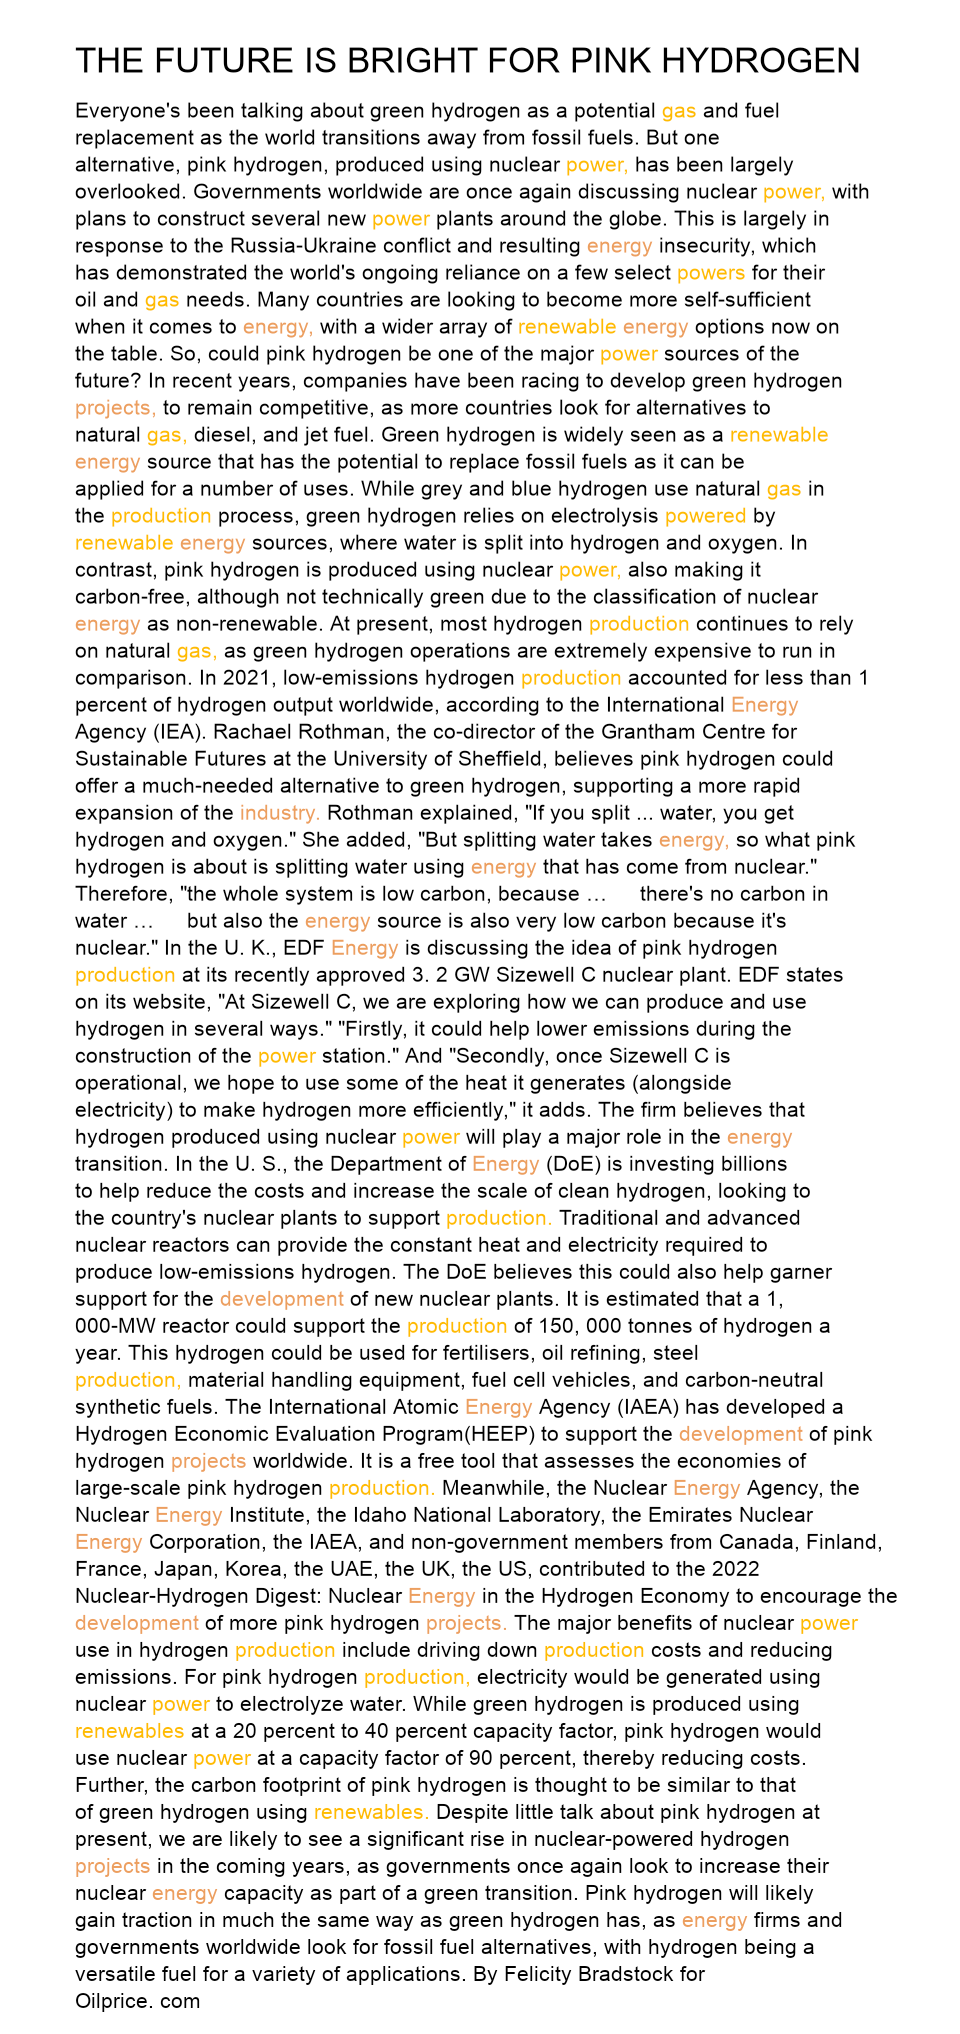 THE FUTURE IS BRIGHT FOR PINK HYDROGEN
Everyone's been talking about green hydrogen as a potential gas and fuel
replacement as the world transitions away from fossil fuels. But one
alternative, pink hydrogen, produced using nuclear power, has been largely
overlooked. Governments worldwide are once again discussing nuclear power, with
plans to construct several new power plants around the globe. This is largely in
response to the Russia-Ukraine conflict and resulting energy insecurity, which
has demonstrated the world's ongoing reliance on a few select powers for their
oil and gas needs. Many countries are looking to become more self-sufficient
when it comes to energy, with a wider array of renewable energy options now on
the table. So, could pink hydrogen be one of the major power sources of the
future? In recent years, companies have been racing to develop green hydrogen
projects, to remain competitive, as more countries look for alternatives to
natural gas, diesel, and jet fuel. Green hydrogen is widely seen as a renewable
energy source that has the potential to replace fossil fuels as it can be
applied for a number of uses. While grey and blue hydrogen use natural gas in
the production process, green hydrogen relies on electrolysis powered by
renewable energy sources, where water is split into hydrogen and oxygen. In
contrast, pink hydrogen is produced using nuclear power, also making it
carbon-free, although not technically green due to the classification of nuclear
energy as non-renewable. At present, most hydrogen production continues to rely
on natural gas, as green hydrogen operations are extremely expensive to run in
comparison. In 2021, low-emissions hydrogen production accounted for less than 1
percent of hydrogen output worldwide, according to the International Energy
Agency (IEA). Rachael Rothman, the co-director of the Grantham Centre for
Sustainable Futures at the University of Sheffield, believes pink hydrogen could
offer a much-needed alternative to green hydrogen, supporting a more rapid
expansion of the industry. Rothman explained, "If you split ... water, you get
hydrogen and oxygen." She added, "But splitting water takes energy, so what pink
hydrogen is about is splitting water using energy that has come from nuclear."
Therefore, "the whole system is low carbon, because … there's no carbon in
water … but also the energy source is also very low carbon because it's
nuclear." In the U. K., EDF Energy is discussing the idea of pink hydrogen
production at its recently approved 3. 2 GW Sizewell C nuclear plant. EDF states
on its website, "At Sizewell C, we are exploring how we can produce and use
hydrogen in several ways." "Firstly, it could help lower emissions during the
construction of the power station." And "Secondly, once Sizewell C is
operational, we hope to use some of the heat it generates (alongside
electricity) to make hydrogen more efficiently," it adds. The firm believes that
hydrogen produced using nuclear power will play a major role in the energy
transition. In the U. S., the Department of Energy (DoE) is investing billions
to help reduce the costs and increase the scale of clean hydrogen, looking to
the country's nuclear plants to support production. Traditional and advanced
nuclear reactors can provide the constant heat and electricity required to
produce low-emissions hydrogen. The DoE believes this could also help garner
support for the development of new nuclear plants. It is estimated that a 1,
000-MW reactor could support the production of 150, 000 tonnes of hydrogen a
year. This hydrogen could be used for fertilisers, oil refining, steel
production, material handling equipment, fuel cell vehicles, and carbon-neutral
synthetic fuels. The International Atomic Energy Agency (IAEA) has developed a
Hydrogen Economic Evaluation Program(HEEP) to support the development of pink
hydrogen projects worldwide. It is a free tool that assesses the economies of
large-scale pink hydrogen production. Meanwhile, the Nuclear Energy Agency, the
Nuclear Energy Institute, the Idaho National Laboratory, the Emirates Nuclear
Energy Corporation, the IAEA, and non-government members from Canada, Finland,
France, Japan, Korea, the UAE, the UK, the US, contributed to the 2022
Nuclear-Hydrogen Digest: Nuclear Energy in the Hydrogen Economy to encourage the
development of more pink hydrogen projects. The major benefits of nuclear power
use in hydrogen production include driving down production costs and reducing
emissions. For pink hydrogen production, electricity would be generated using
nuclear power to electrolyze water. While green hydrogen is produced using
renewables at a 20 percent to 40 percent capacity factor, pink hydrogen would
use nuclear power at a capacity factor of 90 percent, thereby reducing costs.
Further, the carbon footprint of pink hydrogen is thought to be similar to that
of green hydrogen using renewables. Despite little talk about pink hydrogen at
present, we are likely to see a significant rise in nuclear-powered hydrogen
projects in the coming years, as governments once again look to increase their
nuclear energy capacity as part of a green transition. Pink hydrogen will likely
gain traction in much the same way as green hydrogen has, as energy firms and
governments worldwide look for fossil fuel alternatives, with hydrogen being a
versatile fuel for a variety of applications. By Felicity Bradstock for
Oilprice. com